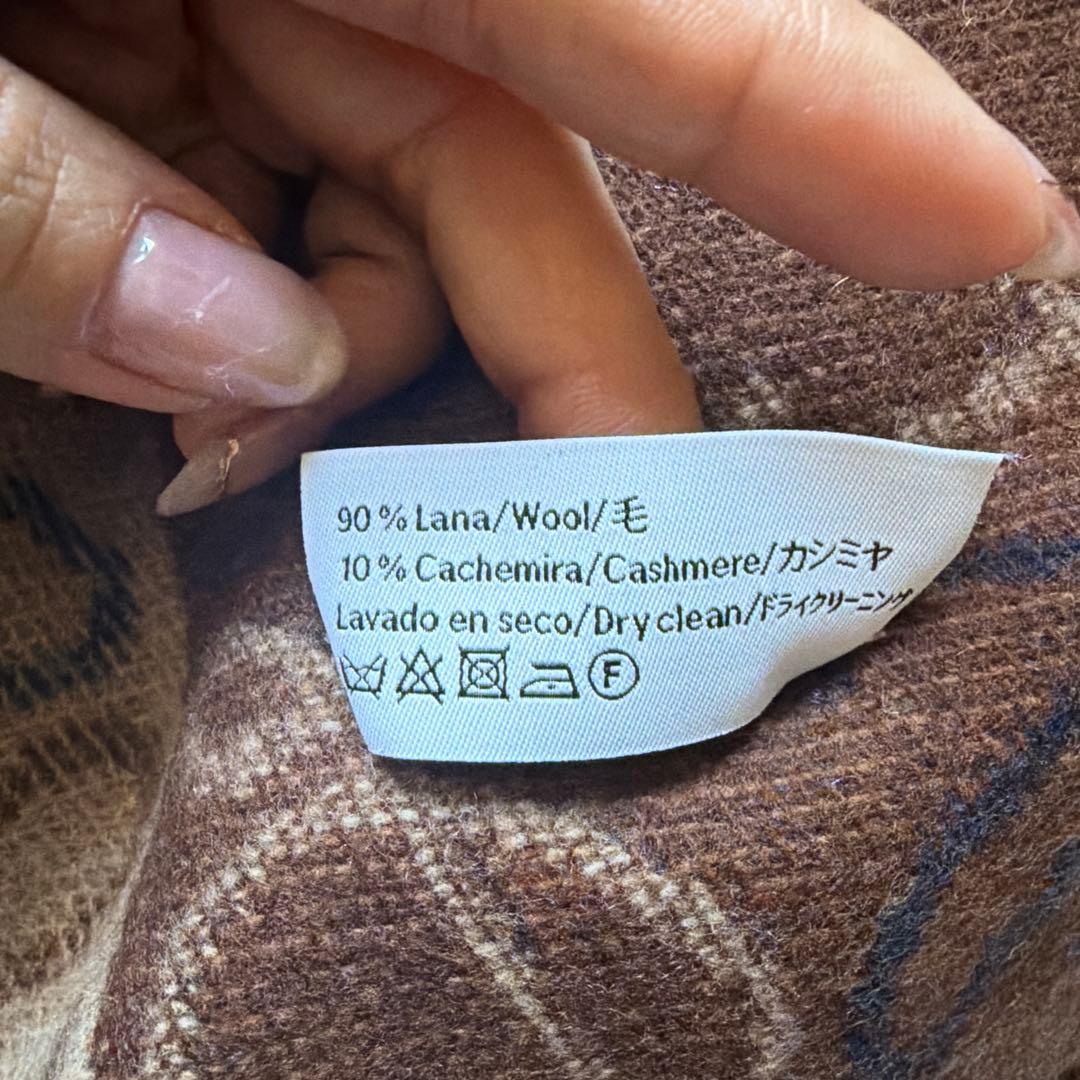 90 % Lana/Wool/毛
10 % Cachemira/Cashmere/カシミヤ
Lavado en seco/Dry clean/ドライクリーニング
F